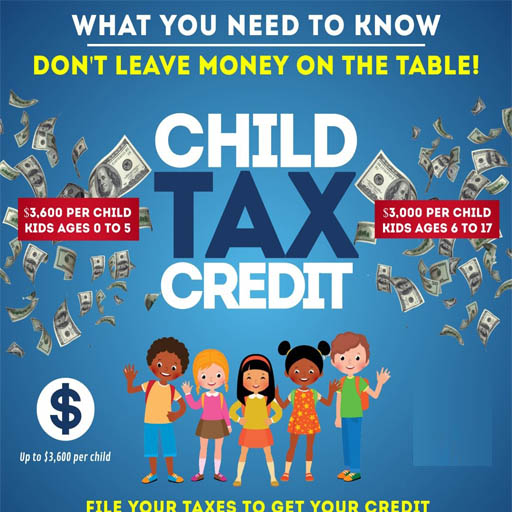 WHAT YOU NEED TO KNOW
DON'T LEAVE MONEY ON THE TABLE!
CHILD
TAX
CREDIT
$3,600 PER CHILD
KIDS AGES 0 TO 5
$3,000 PER CHILD
KIDS AGES 6 TO 17
$
Up to $3,600 per child
FILE YOUR TAXES TO GET YOUR CREDIT